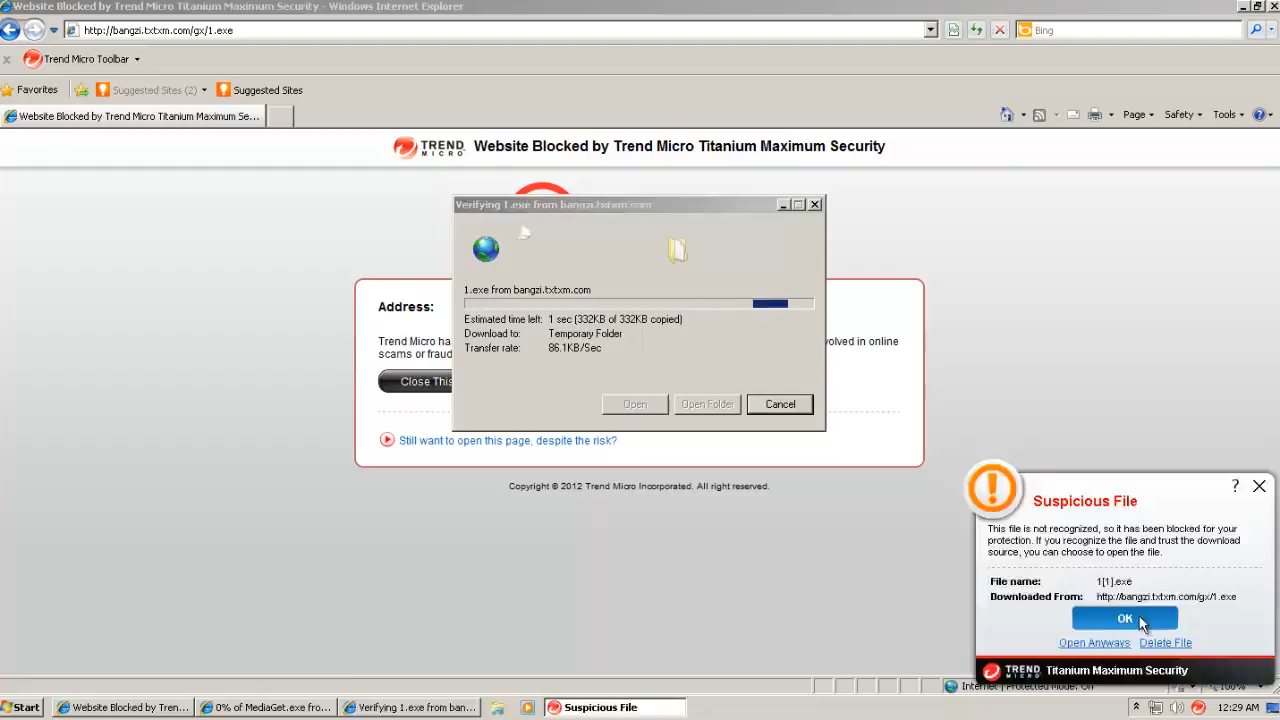 Website Blocked by Trend Micro Titanium Maximum Security - Windows Internet Explorer
http://bangzi.txtxm.com/gx/1.exe
Bing
Trend Micro Toolbar
Favorites Suggested Sites (2) Suggested Sites
Website Blocked by Trend Micro Titanium Maximum Se...
Page Safety Tools
TREND MICRO Website Blocked by Trend Micro Titanium Maximum Security
Verifying 1.exe from bangzi.txtxm.com
1.exe from bangzi.txtxm.com
Estimated time left: 1 sec (332KB of 332KB copied)
Download to: Temporary Folder
Transfer rate: 86.1KB/Sec
Open Open Folder Cancel
Address:
Trend Micro ha volved in online
scams or fraud
Close This
Still want to open this page, despite the risk?
Copyright © 2012 Trend Micro Incorporated. All right reserved.
Suspicious File
This file is not recognized, so it has been blocked for your
protection. If you recognize the file and trust the download
source, you can choose to open the file.
File name: 1[1].exe
Downloaded From: http://bangzi.txtxm.com/gx/1.exe
OK
Open Anyways Delete File
TREND MICRO Titanium Maximum Security
Internet | Protected Mode: On 100%
Start Website Blocked by Tren... 0% of MediaGet.exe fro... Verifying 1.exe from ban... Suspicious File 12:29 AM